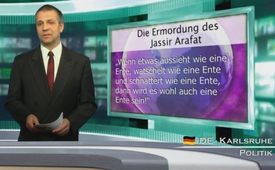 Die Ermordung des
Jassir Arafat
„Wenn etwas aussieht wie eine
Ente, watschelt wie eine Ente
und schnattert wie eine Ente,
dann wird es wohl auch eine
Ente sein!"
DE-Karlsruhe
Politik